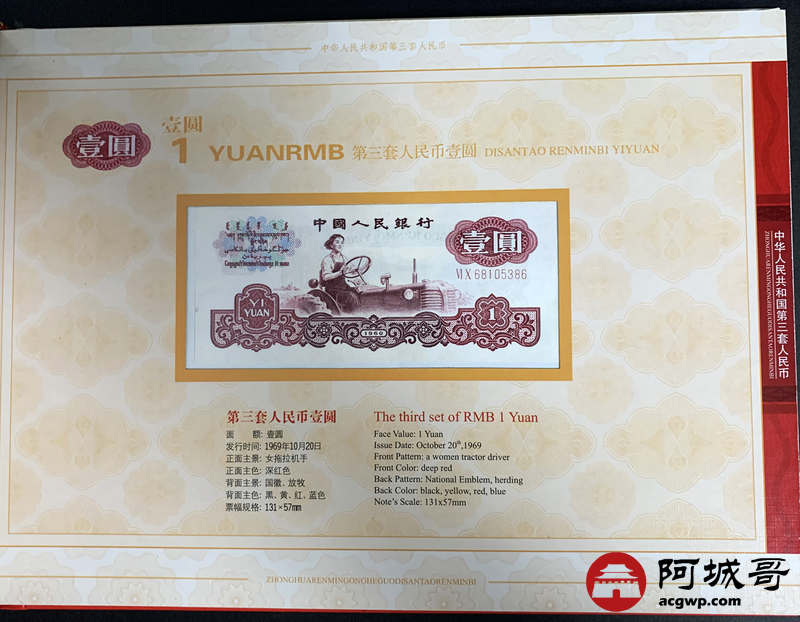 中华人民共和国第三套人民币
壹圆
壹圆
1 YUANRMB 第三套人民币壹圆 DISANTAO RENMINBI YIYUAN
中國人民銀行
壹圓
VI X 68105386
YI
YUAN
1960
1
第三套人民币壹圆
面 额: 壹圆
发行时间: 1969年10月20日
正面主景: 女拖拉机手
正面主色: 深红色
背面主景: 国徽、放牧
背面主色: 黑、黄、红、蓝色
票幅规格: 131×57mm
The third set of RMB 1 Yuan
Face Value: 1 Yuan
Issue Date: October 20th,1969
Front Pattern: a women tractor driver
Front Color: deep red
Back Pattern: National Emblem, herding
Back Color: black, yellow, red, blue
Note's Scale: 131x57mm
中华人民共和国第三套人民币
ZHONGHUARENMINGONGHEGUODISANTAORENMINBI
ZHONGHUARENMINGONGHEGUODISANTAORENMINBI
阿城哥
acgwp.com